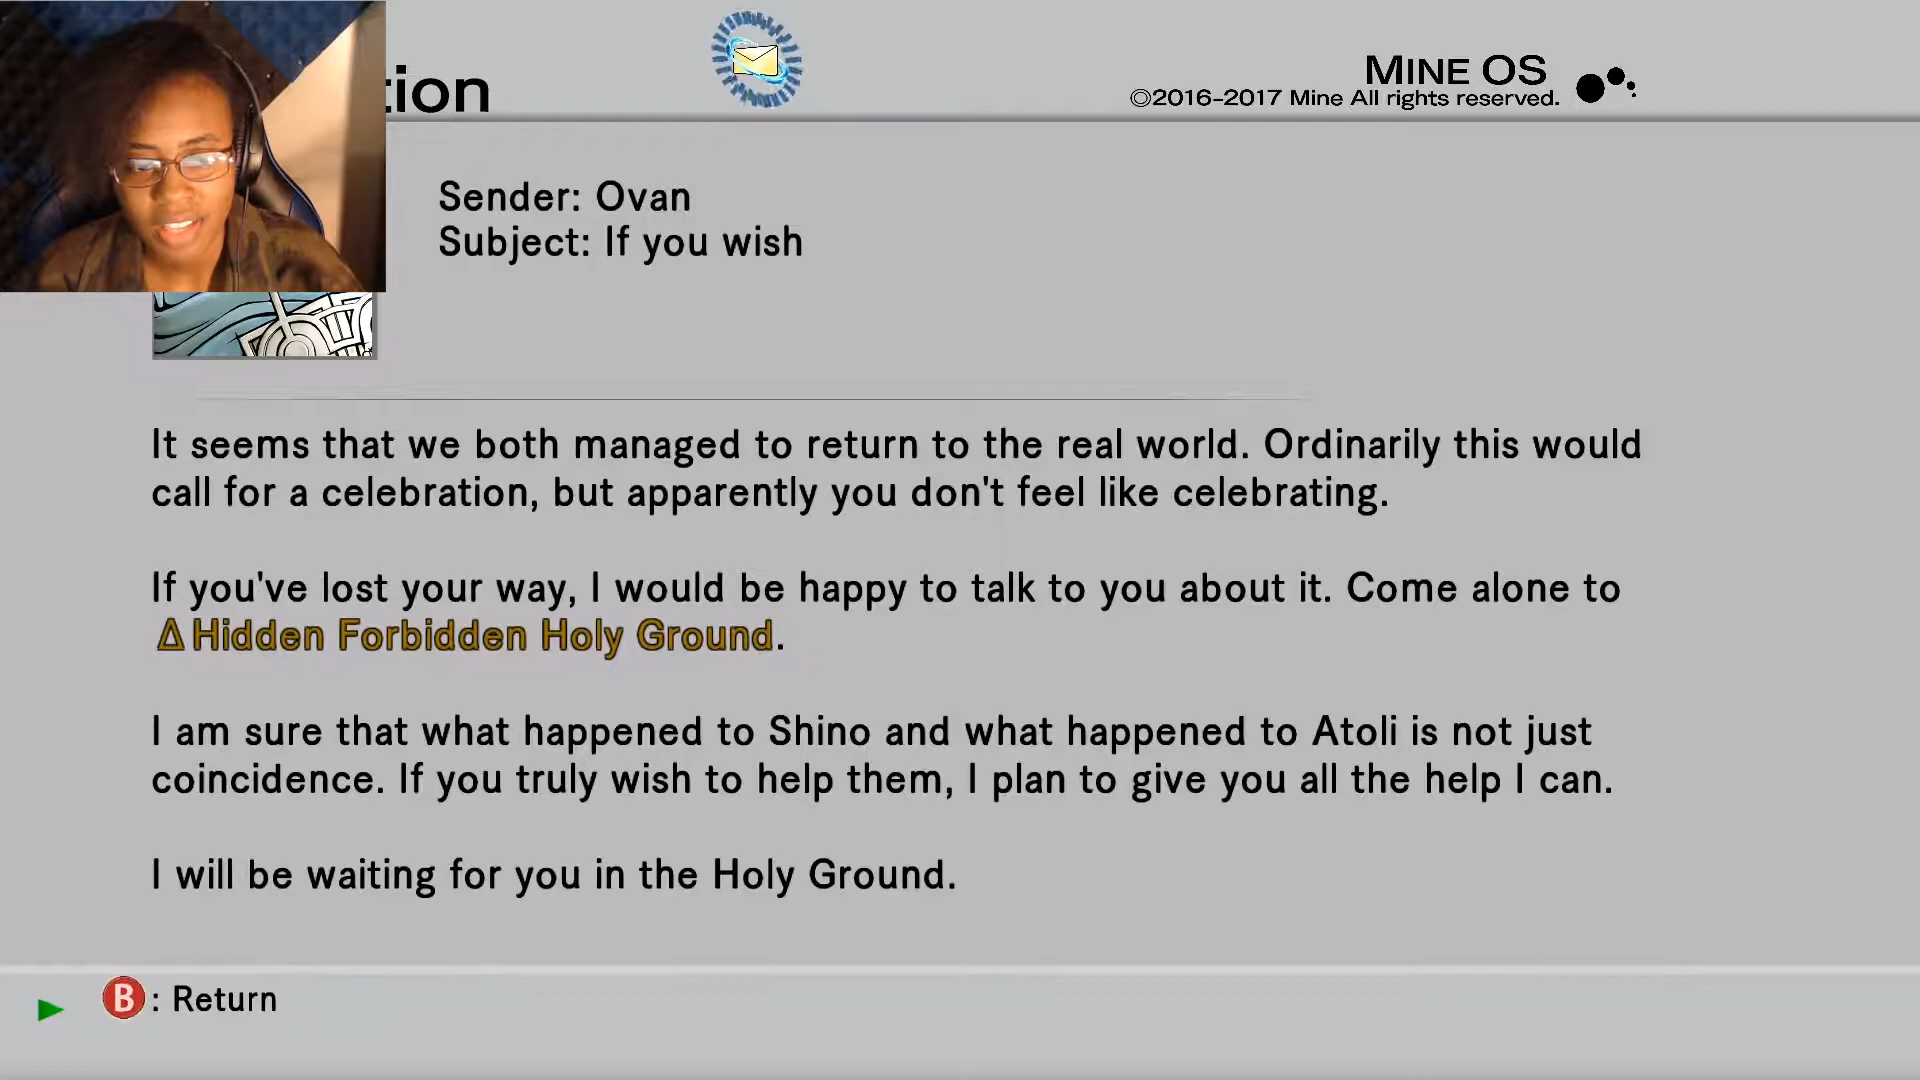 tion
MINE OS
©2016-2017 Mine All rights reserved.
Sender: Ovan
Subject: If you wish
It seems that we both managed to return to the real world. Ordinarily this would
call for a celebration, but apparently you don't feel like celebrating.
If you've lost your way, I would be happy to talk to you about it. Come alone to
Δ Hidden Forbidden Holy Ground.
I am sure that what happened to Shino and what happened to Atoli is not just
coincidence. If you truly wish to help them, I plan to give you all the help I can.
I will be waiting for you in the Holy Ground.
B : Return